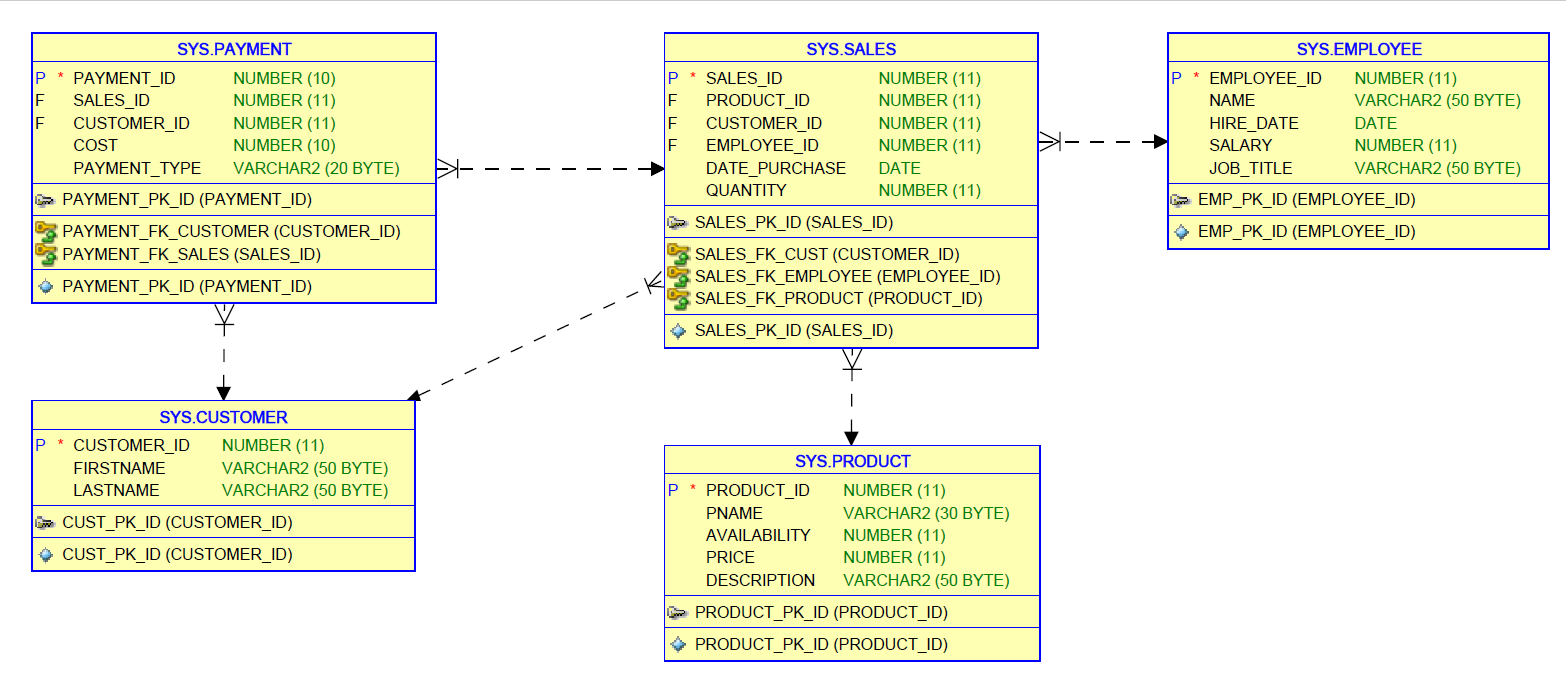 SYS.PAYMENT
P * PAYMENT_ID NUMBER (10)
F SALES_ID NUMBER (11)
F CUSTOMER_ID NUMBER (11)
COST NUMBER (10)
PAYMENT_TYPE VARCHAR2 (20 BYTE)
PAYMENT_PK_ID (PAYMENT_ID)
PAYMENT_FK_CUSTOMER (CUSTOMER_ID)
PAYMENT_FK_SALES (SALES_ID)
PAYMENT_PK_ID (PAYMENT_ID)
SYS.SALES
P * SALES_ID NUMBER (11)
F PRODUCT_ID NUMBER (11)
F CUSTOMER_ID NUMBER (11)
F EMPLOYEE_ID NUMBER (11)
DATE_PURCHASE DATE
QUANTITY NUMBER (11)
SALES_PK_ID (SALES_ID)
SALES_FK_CUST (CUSTOMER_ID)
SALES_FK_EMPLOYEE (EMPLOYEE_ID)
SALES_FK_PRODUCT (PRODUCT_ID)
SALES_PK_ID (SALES_ID)
SYS.EMPLOYEE
P * EMPLOYEE_ID NUMBER (11)
NAME VARCHAR2 (50 BYTE)
HIRE_DATE DATE
SALARY NUMBER (11)
JOB_TITLE VARCHAR2 (50 BYTE)
EMP_PK_ID (EMPLOYEE_ID)
EMP_PK_ID (EMPLOYEE_ID)
SYS.CUSTOMER
P * CUSTOMER_ID NUMBER (11)
FIRSTNAME VARCHAR2 (50 BYTE)
LASTNAME VARCHAR2 (50 BYTE)
CUST_PK_ID (CUSTOMER_ID)
CUST_PK_ID (CUSTOMER_ID)
SYS.PRODUCT
P * PRODUCT_ID NUMBER (11)
PNAME VARCHAR2 (30 BYTE)
AVAILABILITY NUMBER (11)
PRICE NUMBER (11)
DESCRIPTION VARCHAR2 (50 BYTE)
PRODUCT_PK_ID (PRODUCT_ID)
PRODUCT_PK_ID (PRODUCT_ID)